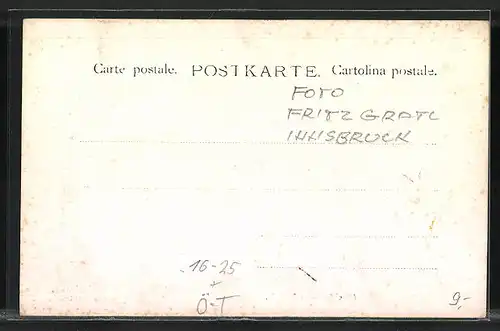 Carte postale. POSTKARTE. Cartolina postale.
FOTO
FRITZ GRATL
INNSBRUCK
16-25
+
Ö-T
9,-